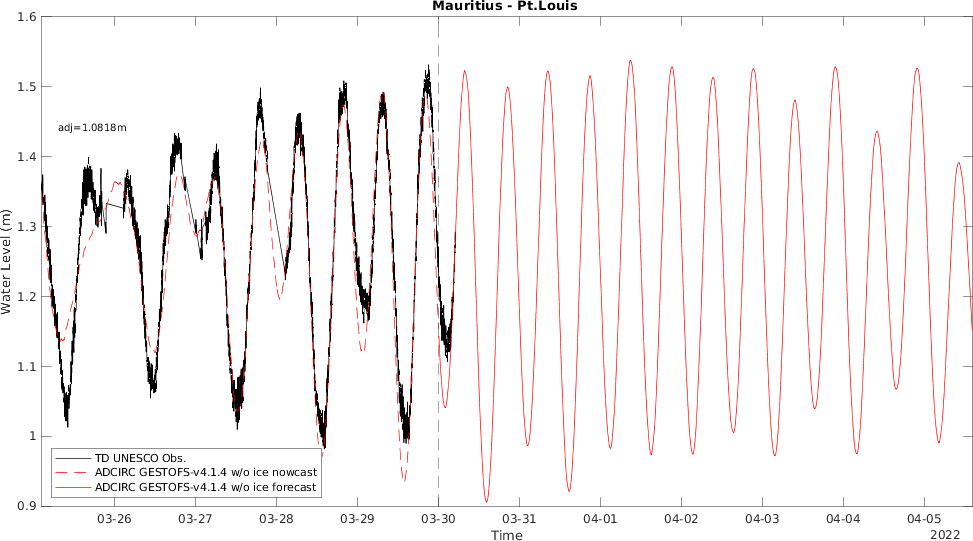 Mauritius - Pt.Louis
1.6
1.5
1.4
1.3
1.2
1.1
1
0.9
Water Level (m)
adj=1.0818m
TD UNESCO Obs.
ADCIRC GESTOFS-v4.1.4 w/o ice nowcast
ADCIRC GESTOFS-v4.1.4 w/o ice forecast
03-26 03-27 03-28 03-29 03-30 03-31 04-01 04-02 04-03 04-04 04-05
Time
2022